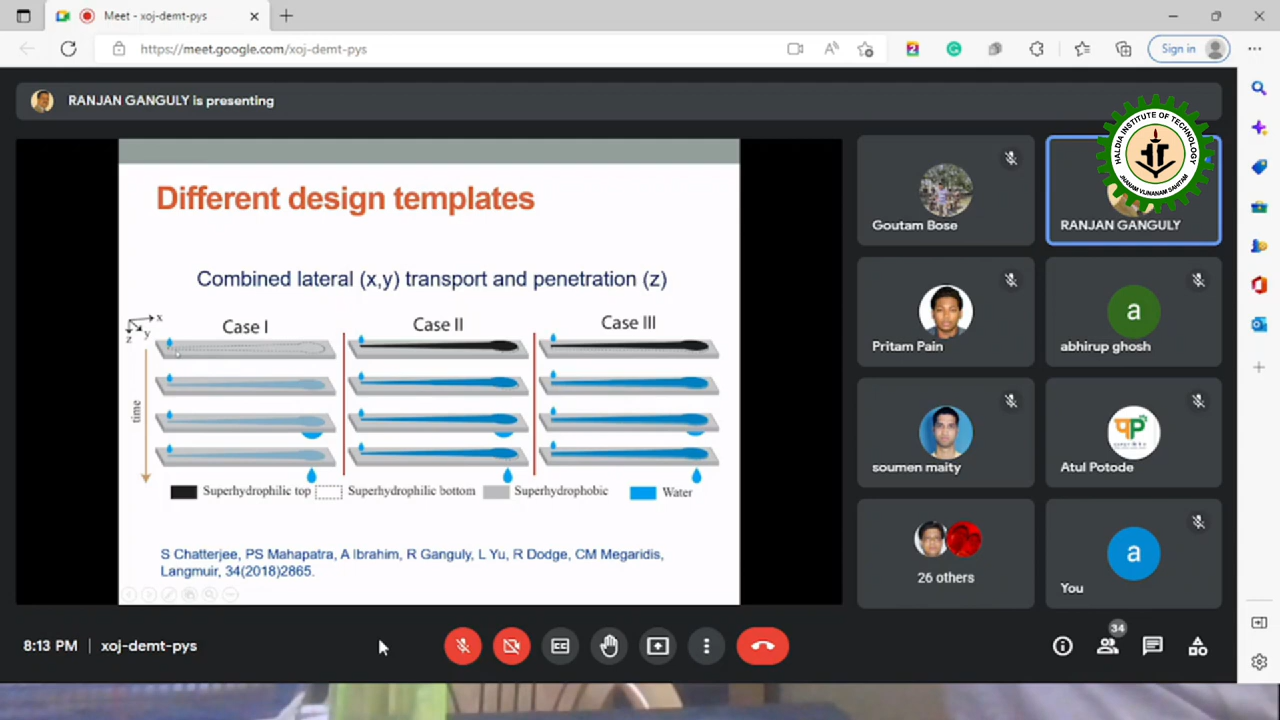 Meet - xoj-demt-pys
https://meet.google.com/xoj-demt-pys
Sign in
RANJAN GANGULY is presenting
Different design templates
Combined lateral (x,y) transport and penetration (z)
x
y
z
Case I
Case II
Case III
time
Superhydrophilic top
Superhydrophilic bottom
Superhydrophobic
Water
S Chatterjee, PS Mahapatra, A Ibrahim, R Ganguly, L Yu, R Dodge, CM Megaridis,
Langmuir, 34(2018)2865.
HALDIA INSTITUTE OF TECHNOLOGY
Goutam Bose
RANJAN GANGULY
Pritam Pain
a
abhirup ghosh
soumen maity
Atul Potode
26 others
a
You
8:13 PM | xoj-demt-pys
34